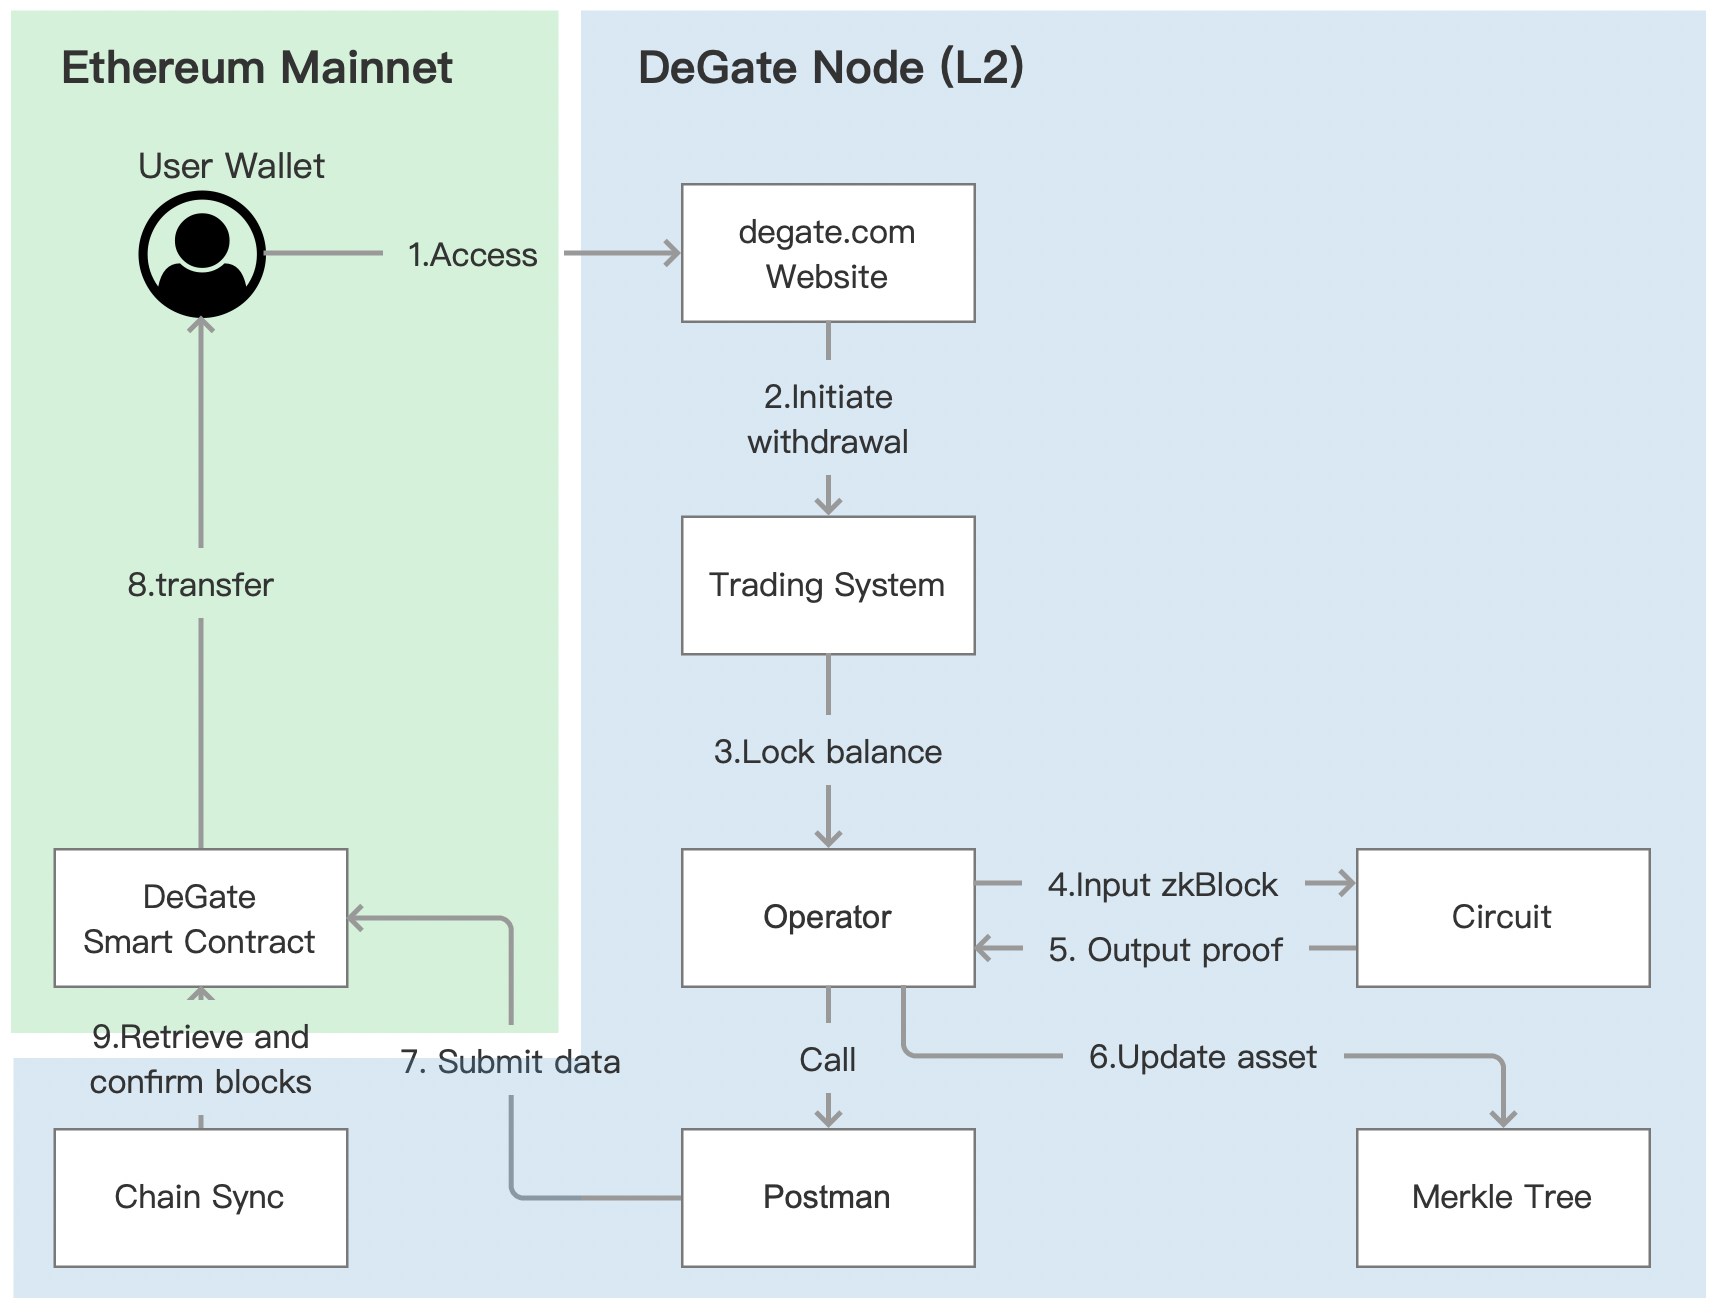 Ethereum Mainnet
DeGate Node (L2)
User Wallet
1.Access
degate.com
Website
2.Initiate
withdrawal
Trading System
8.transfer
3.Lock balance
DeGate
Smart Contract
Operator
4.Input zkBlock
5. Output proof
Circuit
9.Retrieve and
confirm blocks
7. Submit data
Call
6.Update asset
Chain Sync
Postman
Merkle Tree